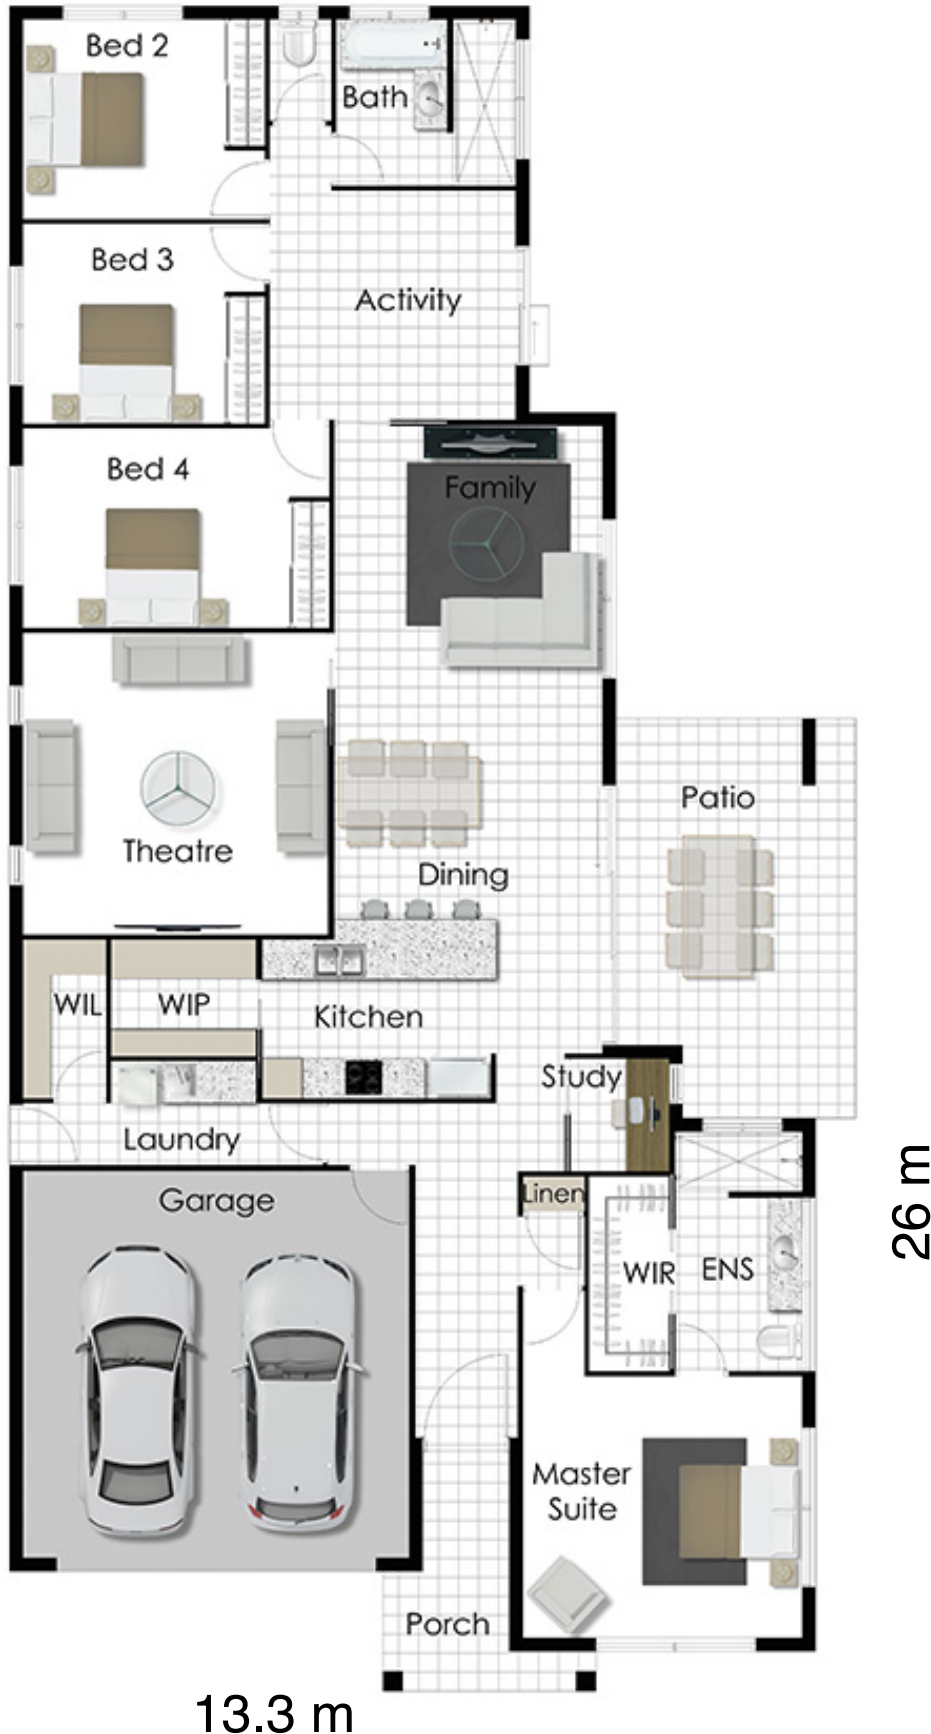 Bed 2
Bath
Bed 3
Activity
Bed 4
Family
Patio
Theatre
Dining
WIL
WIP
Kitchen
Study
Laundry
Linen
Garage
WIR
ENS
26 m
Master
Suite
Porch
13.3 m